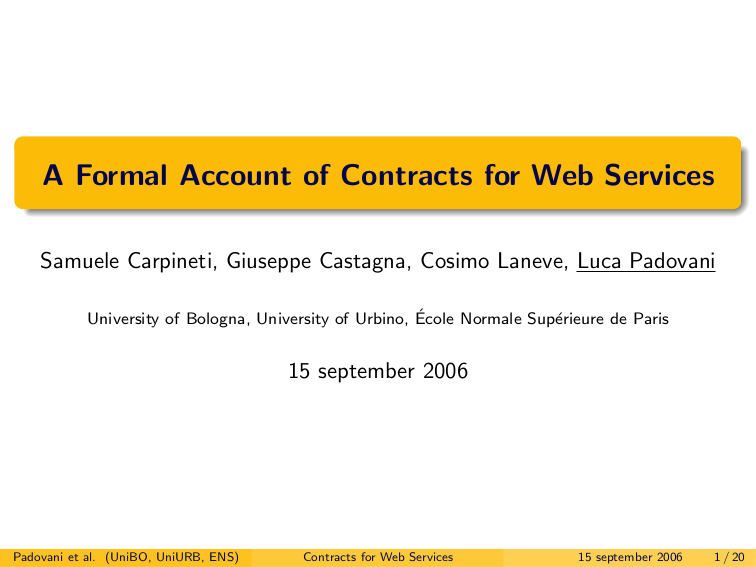 A Formal Account of Contracts for Web Services
Samuele Carpineti, Giuseppe Castagna, Cosimo Laneve, Luca Padovani
University of Bologna, University of Urbino, École Normale Supérieure de Paris
15 september 2006
Padovani et al. (UniBO, UniURB, ENS) Contracts for Web Services 15 september 2006 1 / 20